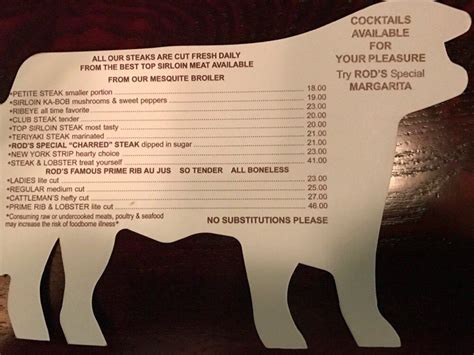 COCKTAILS
AVAILABLE
FOR
YOUR PLEASURE
Try ROD'S Special
MARGARITA
ALL OUR STEAKS ARE CUT FRESH DAILY
FROM THE BEST TOP SIRLOIN MEAT AVAILABLE
FROM OUR MESQUITE BROILER
*PETITE STEAK smaller portion 18.00
*SIRLOIN KA-BOB mushrooms & sweet peppers 19.00
*RIBEYE all time favorite 23.00
*CLUB STEAK tender 20.00
*TOP SIRLOIN STEAK most tasty 21.00
*TERIYAKI STEAK marinated 21.00
*ROD'S SPECIAL "CHARRED" STEAK dipped in sugar 23.00
*NEW YORK STRIP hearty choice 23.00
*STEAK & LOBSTER treat yourself 41.00
ROD'S FAMOUS PRIME RIB AU JUS SO TENDER ALL BONELESS
*LADIES lite cut 23.00
*REGULAR medium cut 25.00
*CATTLEMAN'S hefty cut 27.00
*PRIME RIB & LOBSTER lite cut 46.00
*Consuming raw or undercooked meats, poultry & seafood
may increase the risk of foodborne illness*
NO SUBSTITUTIONS PLEASE